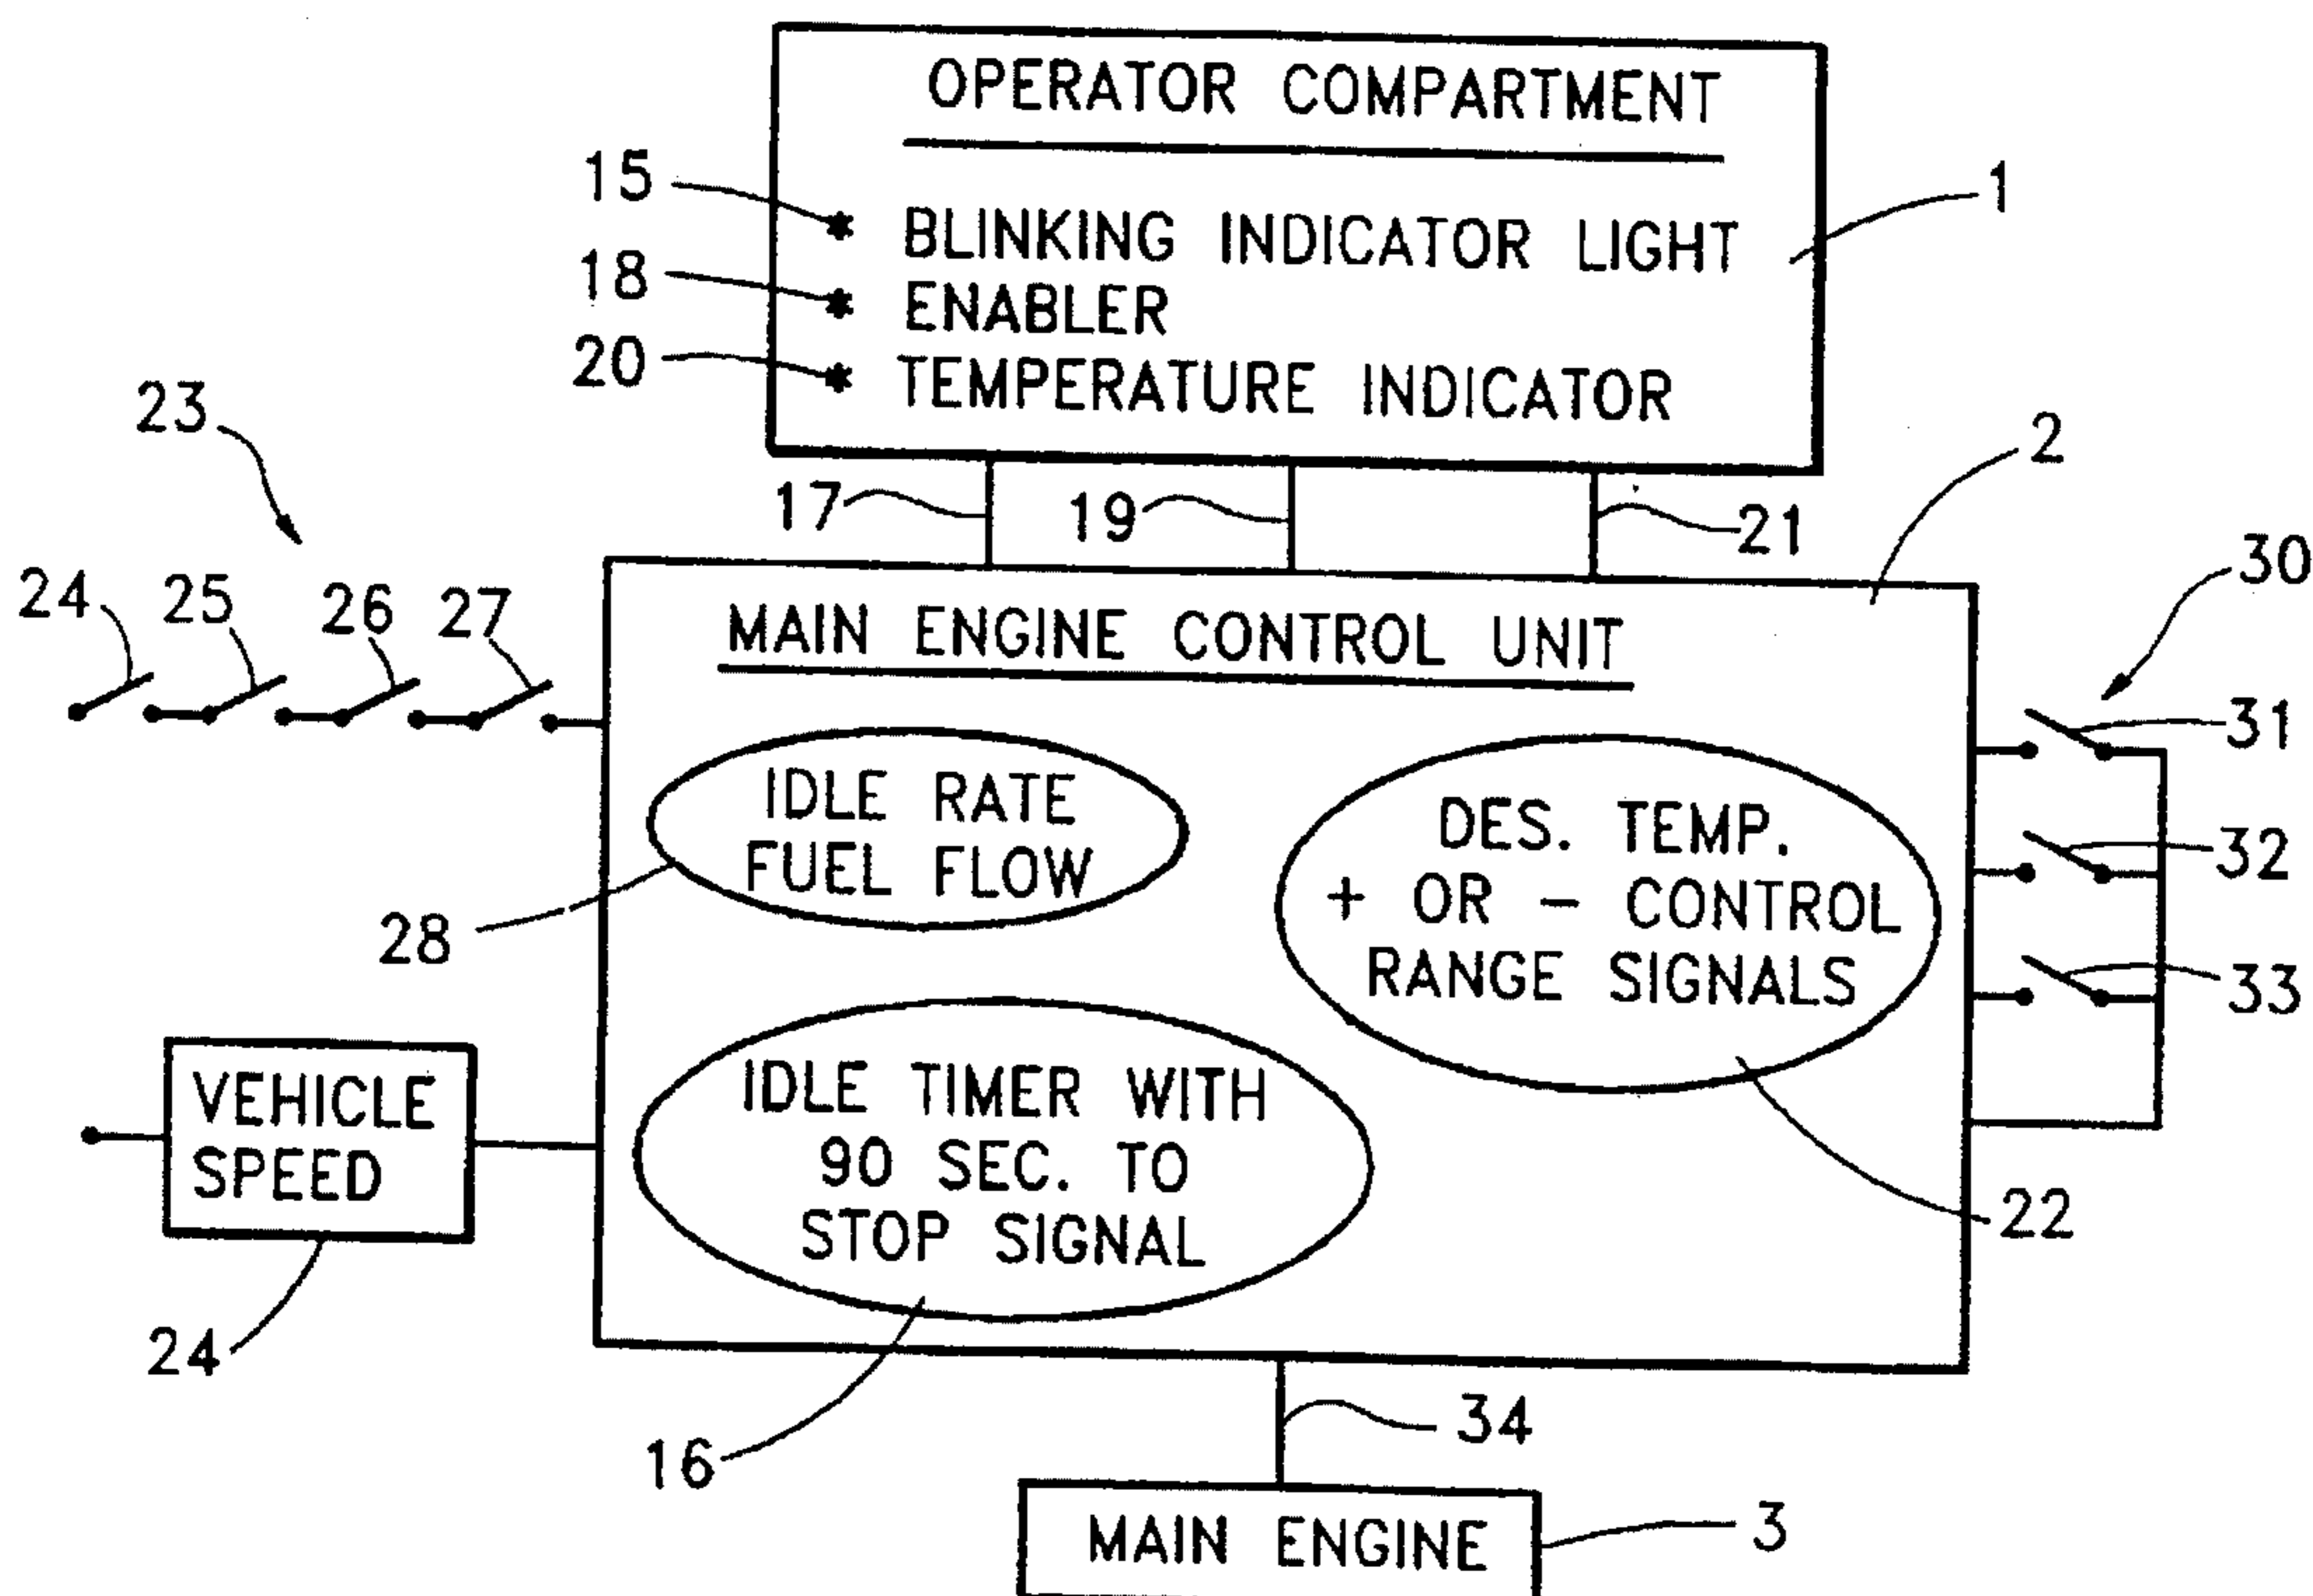 OPERATOR COMPARTMENT
15
* BLINKING INDICATOR LIGHT
1
18
* ENABLER
20
* TEMPERATURE INDICATOR
23
2
17
19
21
30
24
25
26
27
MAIN ENGINE CONTROL UNIT
31
IDLE RATE
FUEL FLOW
DES. TEMP.
+ OR - CONTROL
RANGE SIGNALS
32
28
33
VEHICLE
SPEED
IDLE TIMER WITH
90 SEC. TO
STOP SIGNAL
22
24
16
34
MAIN ENGINE
3